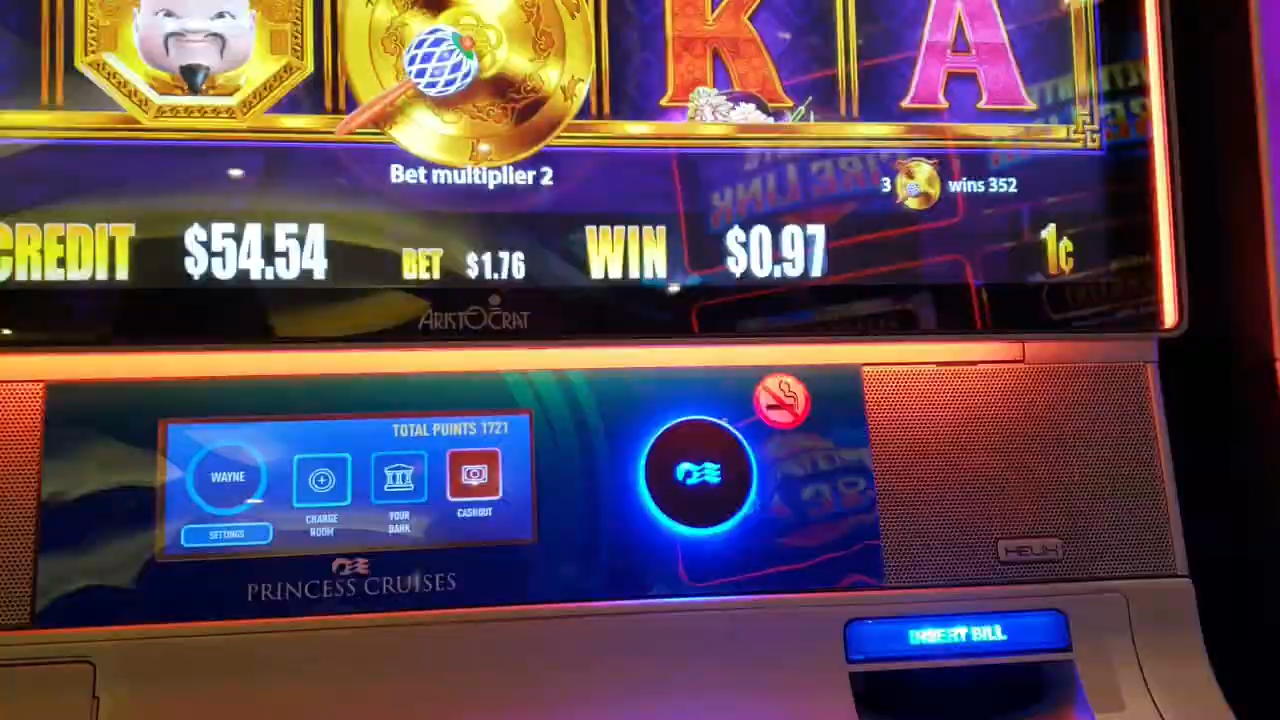 K A
Bet multiplier 2
3 wins 352
CREDIT $54.54 BET $1.76 WIN $0.97 1¢
ARISTOCRAT
TOTAL POINTS 1721
WAYNE
SETTINGS
CHARGE
ROOM
YOUR
BANK
CASHOUT
PRINCESS CRUISES
HELIX
INSERT BILL